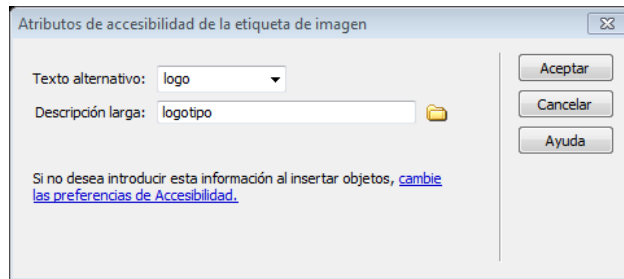 Atributos de accesibilidad de la etiqueta de imagen
Texto alternativo: logo
Aceptar
Descripción larga: logotipo
Cancelar
Ayuda
Si no desea introducir esta información al insertar objetos, cambie
las preferencias de Accesibilidad.